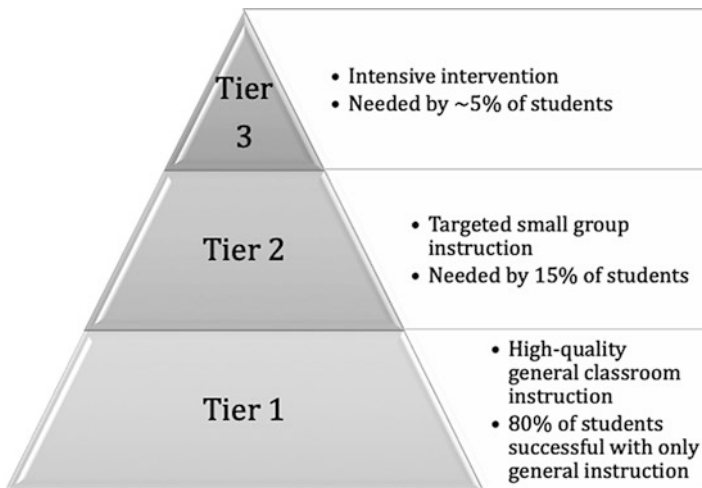 Tier
3
• Intensive intervention
• Needed by ~5% of students
Tier 2
• Targeted small group
instruction
• Needed by 15% of students
Tier 1
• High-quality
general classroom
instruction
• 80% of students
successful with only
general instruction